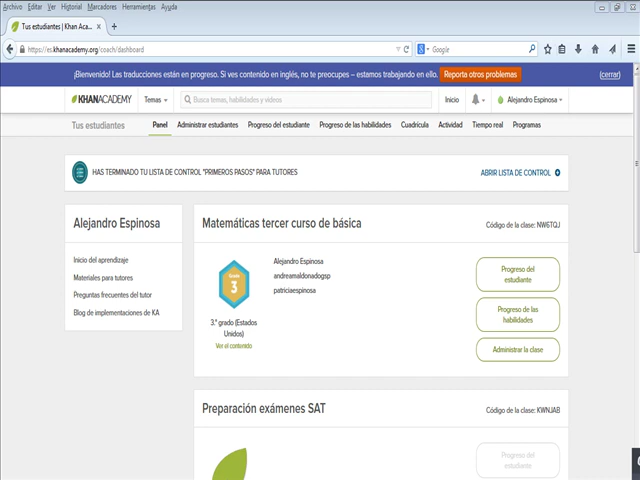 Archivo Editar Ver Historial Marcadores Herramientas Ayuda
Tus estudiantes | Khan Aca...
https://es.khanacademy.org/coach/dashboard
Google
¡Bienvenido! Las traducciones están en progreso. Si ves contenido en inglés, no te preocupes – estamos trabajando en ello. Reporta otros problemas (cerrar)
KHANACADEMY Temas Busca temas, habilidades y videos Inicio Alejandro Espinosa
Tus estudiantes Panel Administrar estudiantes Progreso del estudiante Progreso de las habilidades Cuadrícula Actividad Tiempo real Programas
HAS TERMINADO TU LISTA DE CONTROL "PRIMEROS PASOS" PARA TUTORES ABRIR LISTA DE CONTROL
Alejandro Espinosa
Inicio del aprendizaje
Materiales para tutores
Preguntas frecuentes del tutor
Blog de implementaciones de KA
Matemáticas tercer curso de básica Código de la clase: NW6TQJ
Grade
3
3.º grado (Estados
Unidos)
Ver el contenido
Alejandro Espinosa
andreamaldonadogsp
patriciaespinosa
Progreso del
estudiante
Progreso de las
habilidades
Administrar la clase
Preparación exámenes SAT Código de la clase: KWNJAB
Progreso del
estudiante